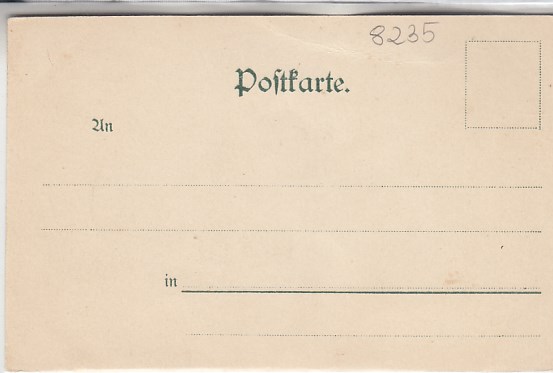 8235
Poſtkarte.
An
in